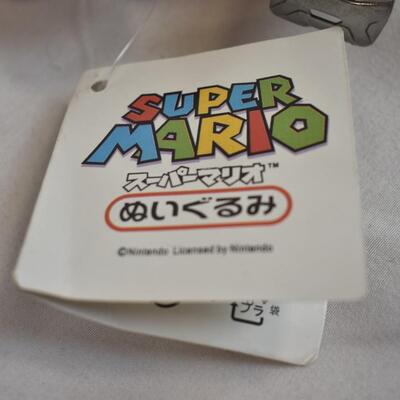 SUPER
MARIO
スーパーマリオ™
ぬいぐるみ
©Nintendo Licensed by Nintendo
プラ
袋